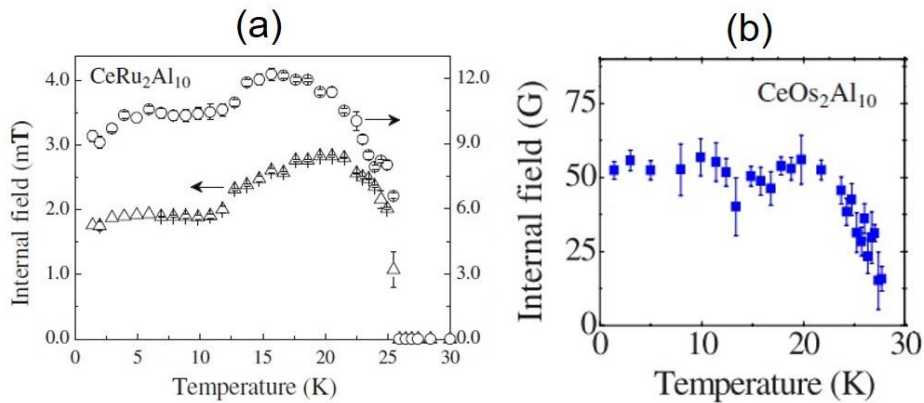 (a)
CeRu2Al10
Internal field (mT)
4.0
3.0
2.0
1.0
0.0
12.0
9.0
6.0
3.0
0.0
0 5 10 15 20 25 30
Temperature (K)
(b)
CeOs2Al10
Internal field (G)
75
50
25
0
0 10 20 30
Temperature (K)